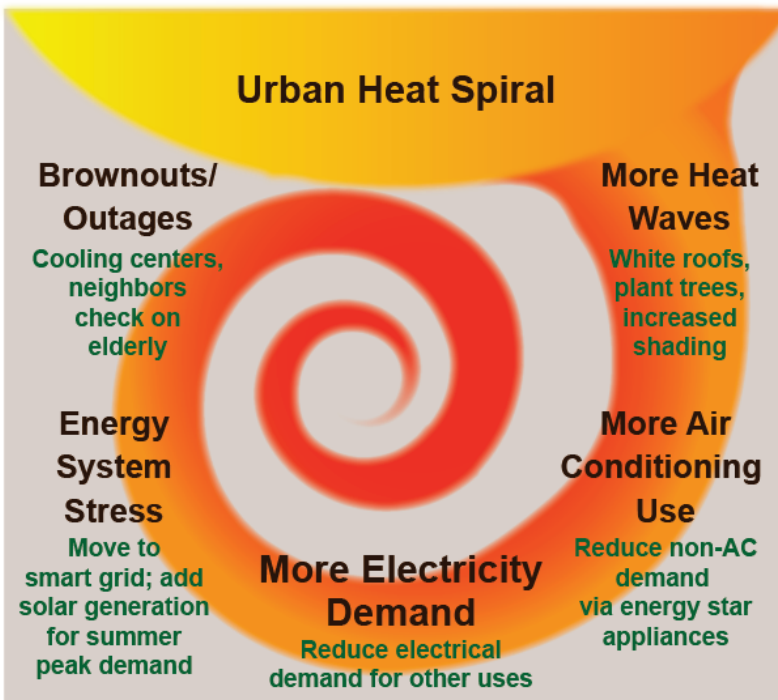 Urban Heat Spiral
Brownouts/
Outages
Cooling centers,
neighbors
check on
elderly
More Heat
Waves
White roofs,
plant trees,
increased
shading
Energy
System
Stress
Move to
smart grid; add
solar generation
for summer
peak demand
More Electricity
Demand
Reduce electrical
demand for other uses
More Air
Conditioning
Use
Reduce non-AC
demand
via energy star
appliances